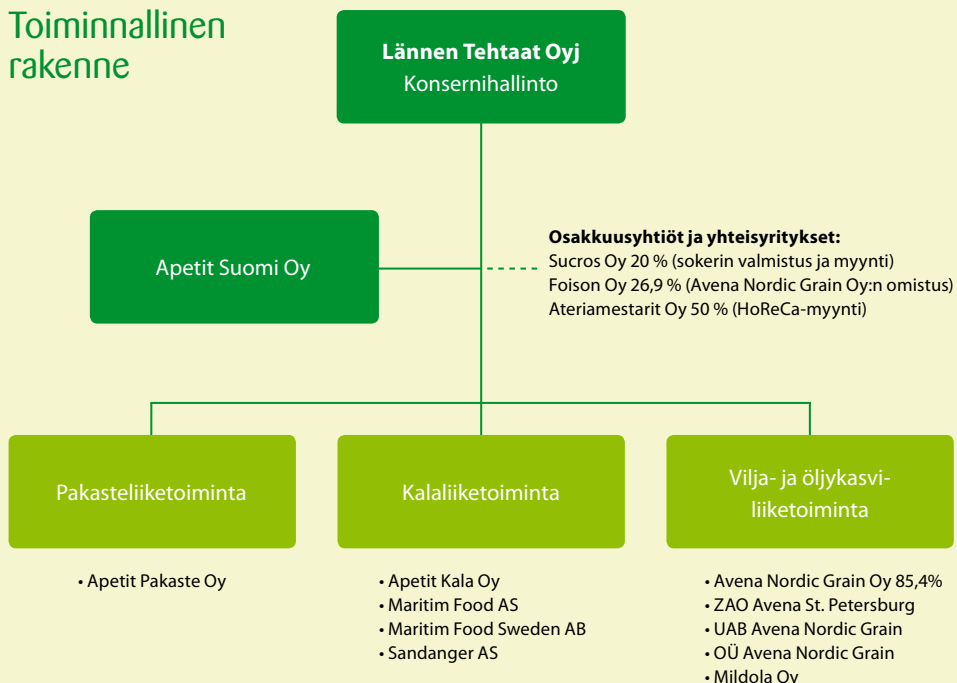 Toiminnallinen
rakenne
Lännen Tehtaat Oyj
Konsernihallinto
Apetit Suomi Oy
Osakkuusyhtiöt ja yhteisyritykset:
Sucros Oy 20 % (sokerin valmistus ja myynti)
Foison Oy 26,9 % (Avena Nordic Grain Oy:n omistus)
Ateriamestarit Oy 50 % (HoReCa-myynti)
Pakasteliiketoiminta
• Apetit Pakaste Oy
Kalaliiketoiminta
• Apetit Kala Oy
• Maritim Food AS
• Maritim Food Sweden AB
• Sandanger AS
Vilja- ja öljykasvi-
liiketoiminta
• Avena Nordic Grain Oy 85,4%
• ZAO Avena St. Petersburg
• UAB Avena Nordic Grain
• OÜ Avena Nordic Grain
• Mildola Oy